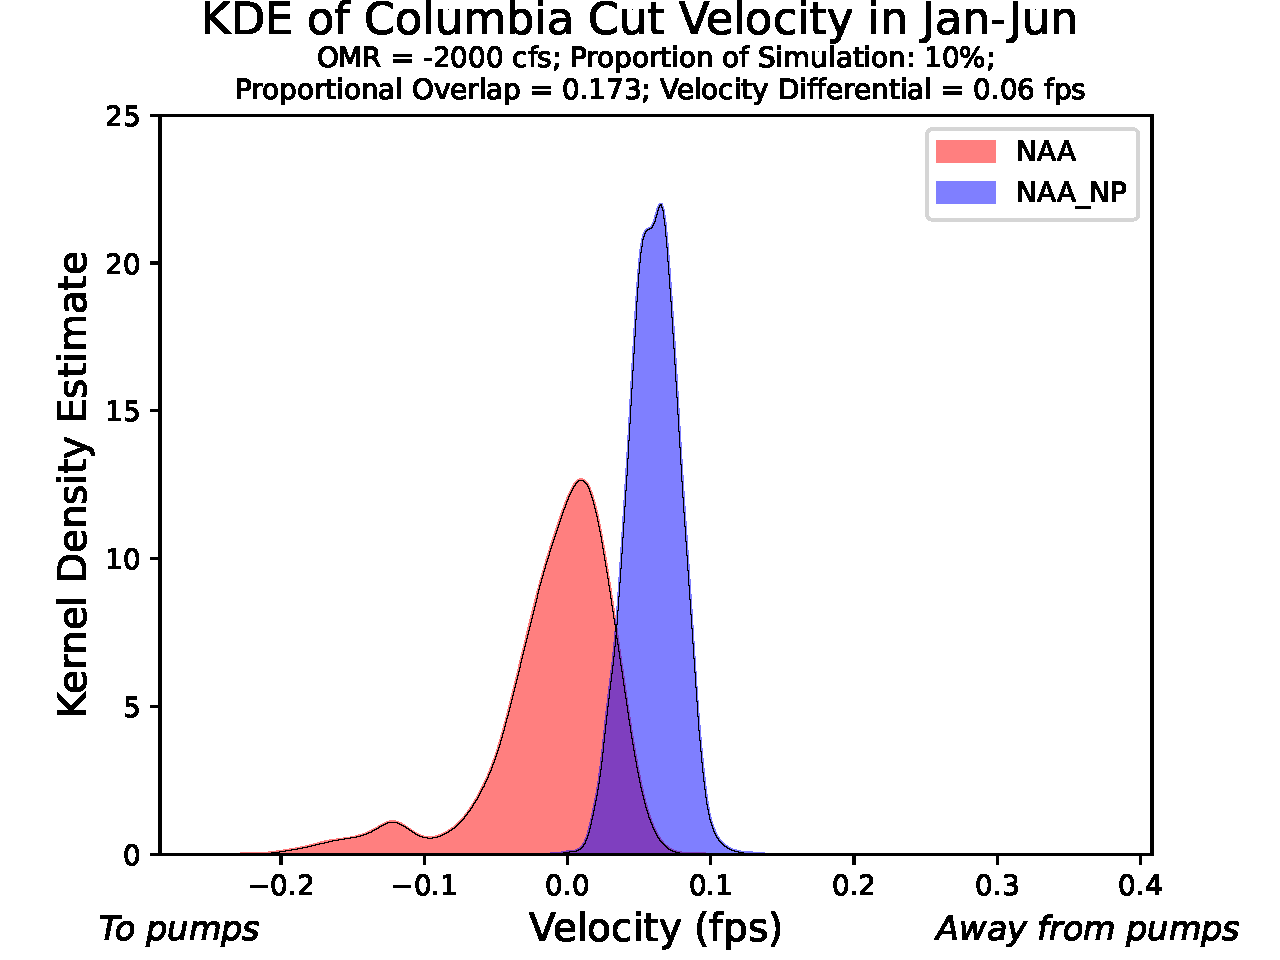 KDE of Columbia Cut Velocity in Jan-Jun
OMR = -2000 cfs; Proportion of Simulation: 10%;
Proportional Overlap = 0.173; Velocity Differential = 0.06 fps
NAA
NAA_NP
Kernel Density Estimate
25
20
15
10
5
0
−0.2 −0.1 0.0 0.1 0.2 0.3 0.4
To pumps Velocity (fps) Away from pumps